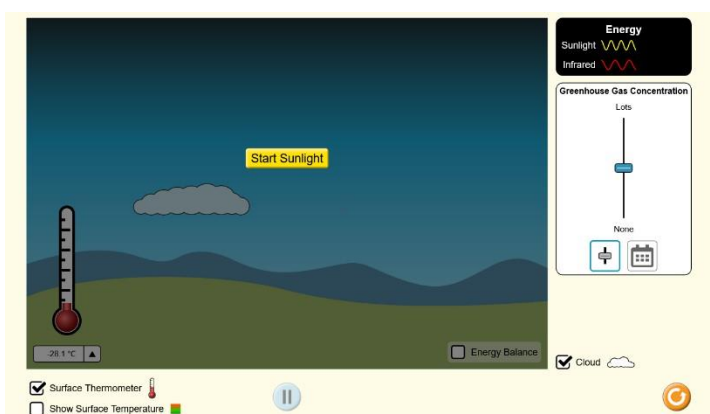 Energy
Sunlight
Infrared
Greenhouse Gas Concentration
Lots
None
Start Sunlight
-28.1 °C
Energy Balance
Cloud
Surface Thermometer
Show Surface Temperature